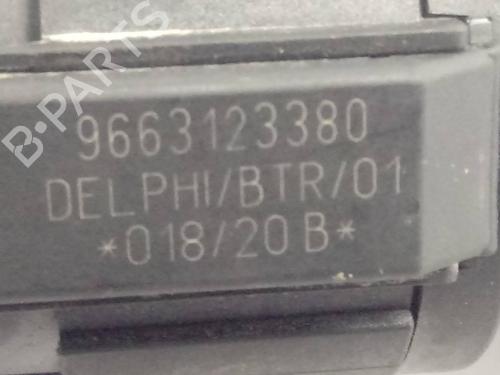 B-PARTS
9663123380
DELPHI/BTR/01
*018/20B*